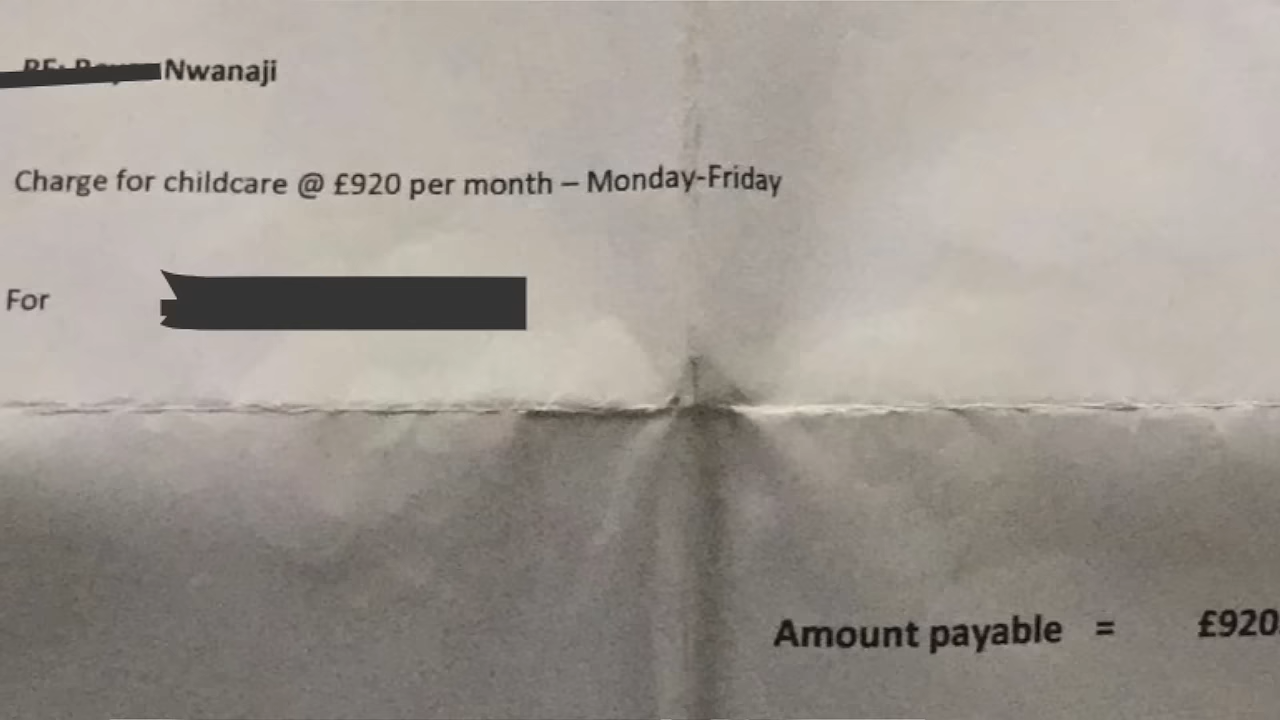 RE: Nwanaji
Charge for childcare @ £920 per month – Monday-Friday
For
Amount payable = £920